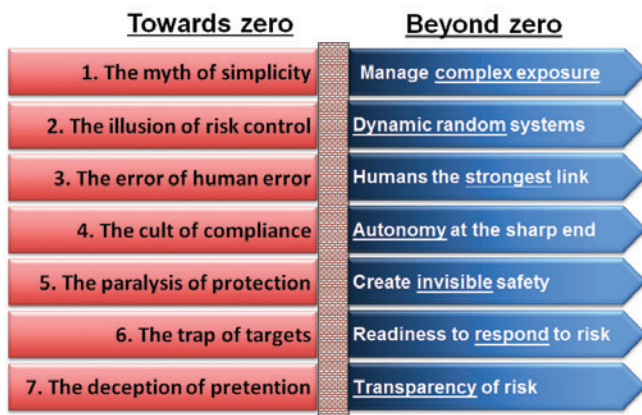 Towards zero Beyond zero
1. The myth of simplicity Manage complex exposure
2. The illusion of risk control Dynamic random systems
3. The error of human error Humans the strongest link
4. The cult of compliance Autonomy at the sharp end
5. The paralysis of protection Create invisible safety
6. The trap of targets Readiness to respond to risk
7. The deception of pretention Transparency of risk